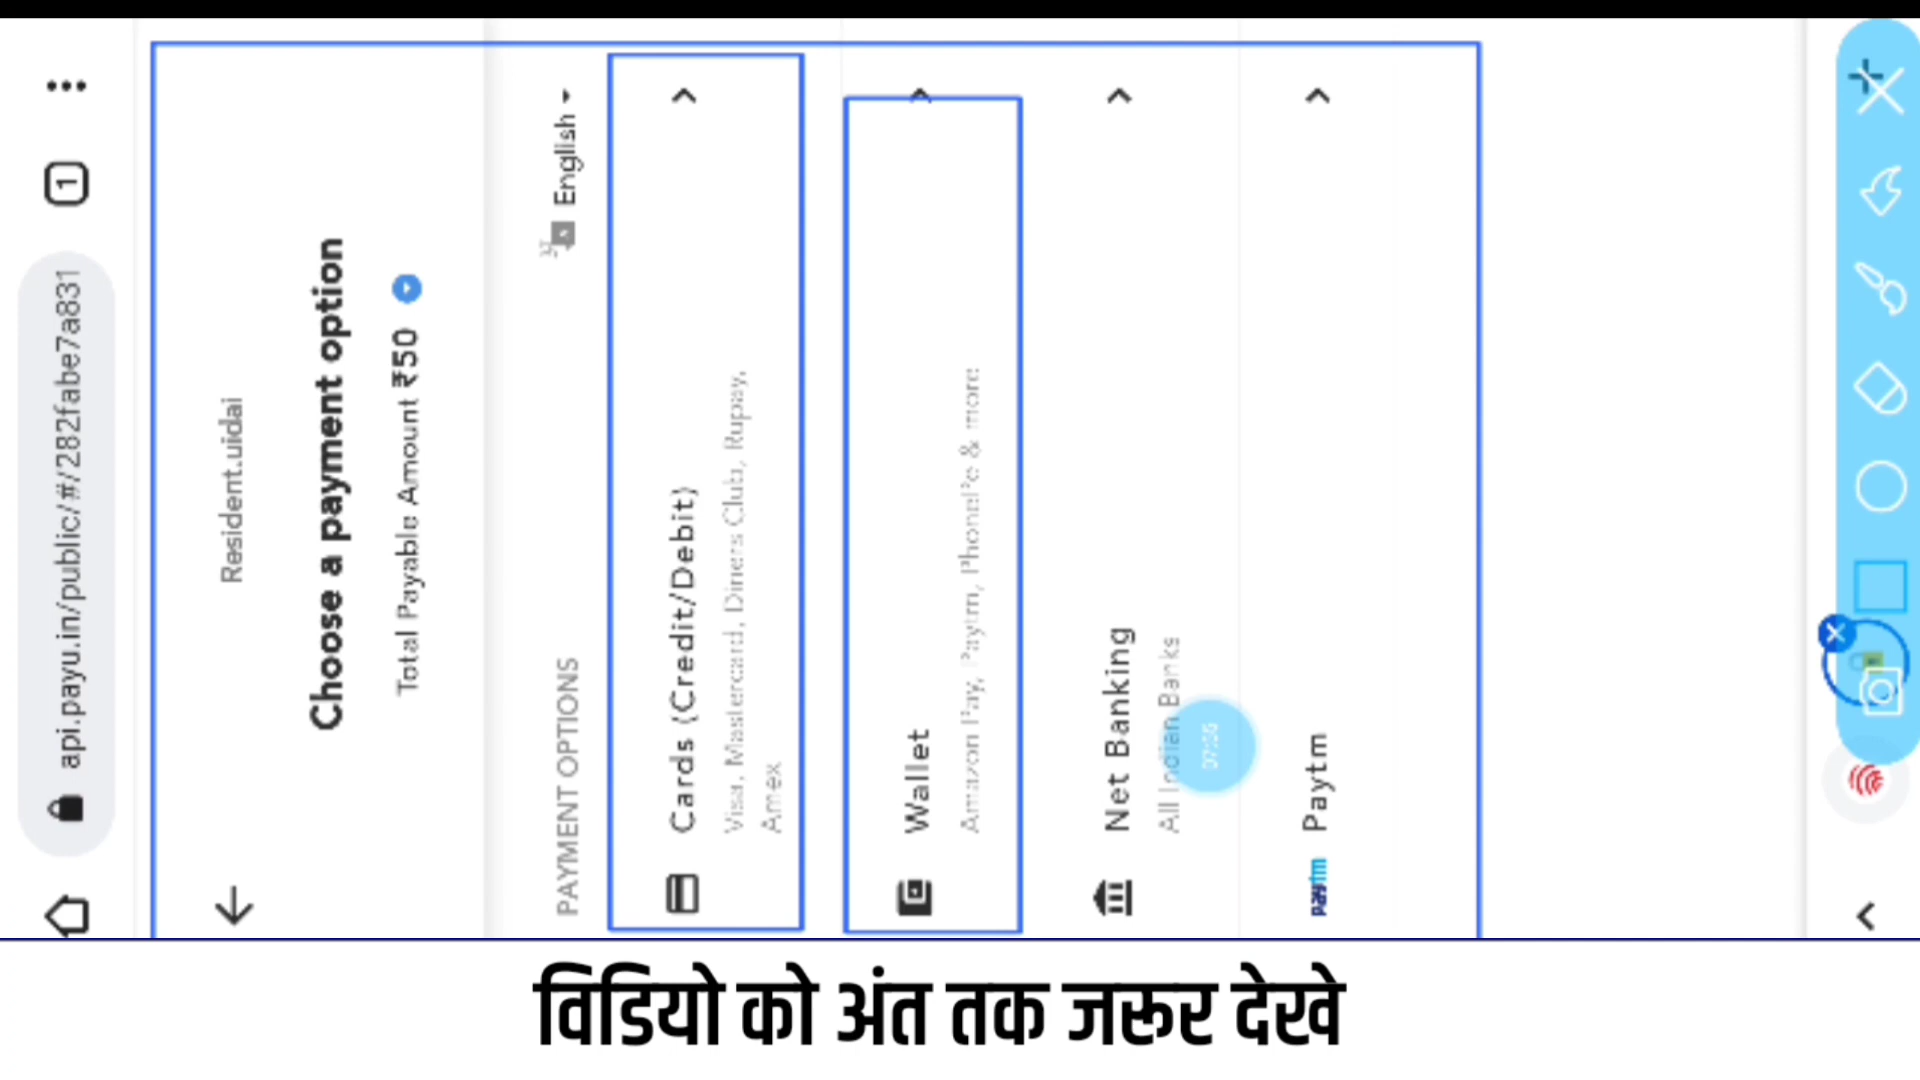 1
api.payu.in/public/#/282fabe7a831
Resident.uidai
Choose a payment option
Total Payable Amount ₹50
English
PAYMENT OPTIONS
Cards (Credit/Debit)
Visa, Mastercard, Diners Club, Rupay,
Amex
Wallet
Amazon Pay, Paytm, PhonePe & more
Net Banking
All Indian Banks
paytm Paytm
विडियो को अंत तक जरूर देखे